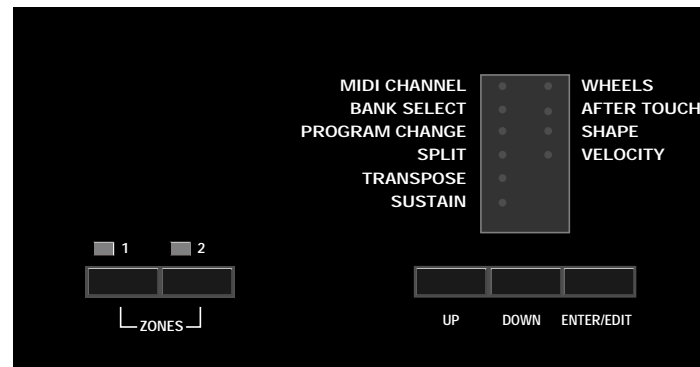 MIDI CHANNEL
BANK SELECT
PROGRAM CHANGE
SPLIT
TRANSPOSE
SUSTAIN
WHEELS
AFTER TOUCH
SHAPE
VELOCITY
1 2
ZONES
UP DOWN ENTER/EDIT